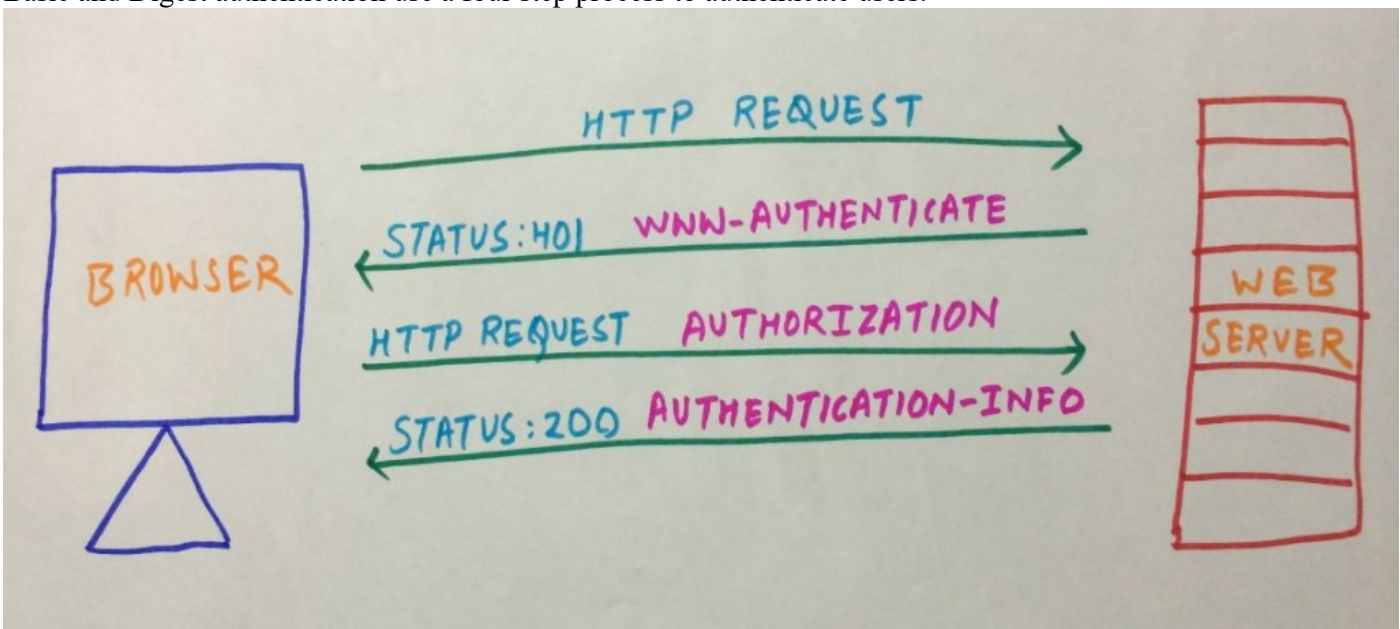 HTTP REQUEST
STATUS:401 WWW-AUTHENTICATE
BROWSER
HTTP REQUEST AUTHORIZATION
STATUS:200 AUTHENTICATION-INFO
WEB
SERVER